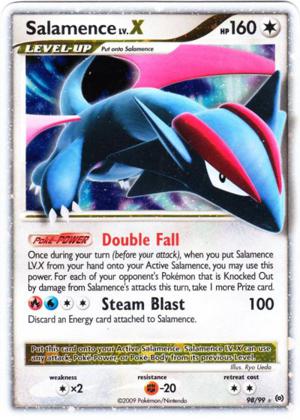 Salamence LV.X HP160
LEVEL-UP Put onto Salamence
Poké-POWER Double Fall
Once during your turn (before your attack), when you put Salamence
LV.X from your hand onto your Active Salamence, you may use this
power. For each of your opponent's Pokémon that is Knocked Out
by damage from Salamence's attacks this turn, take 1 more Prize card.
Steam Blast 100
Discard an Energy card attached to Salamence.
Put this card onto your Active Salamence. Salamence LV.X can use
any attack, Poké-Power, or Poké-Body from its previous Level.
Illus. Ryo Ueda
weakness resistance retreat cost
×2 -20
©2009 Pokémon/Nintendo 98/99